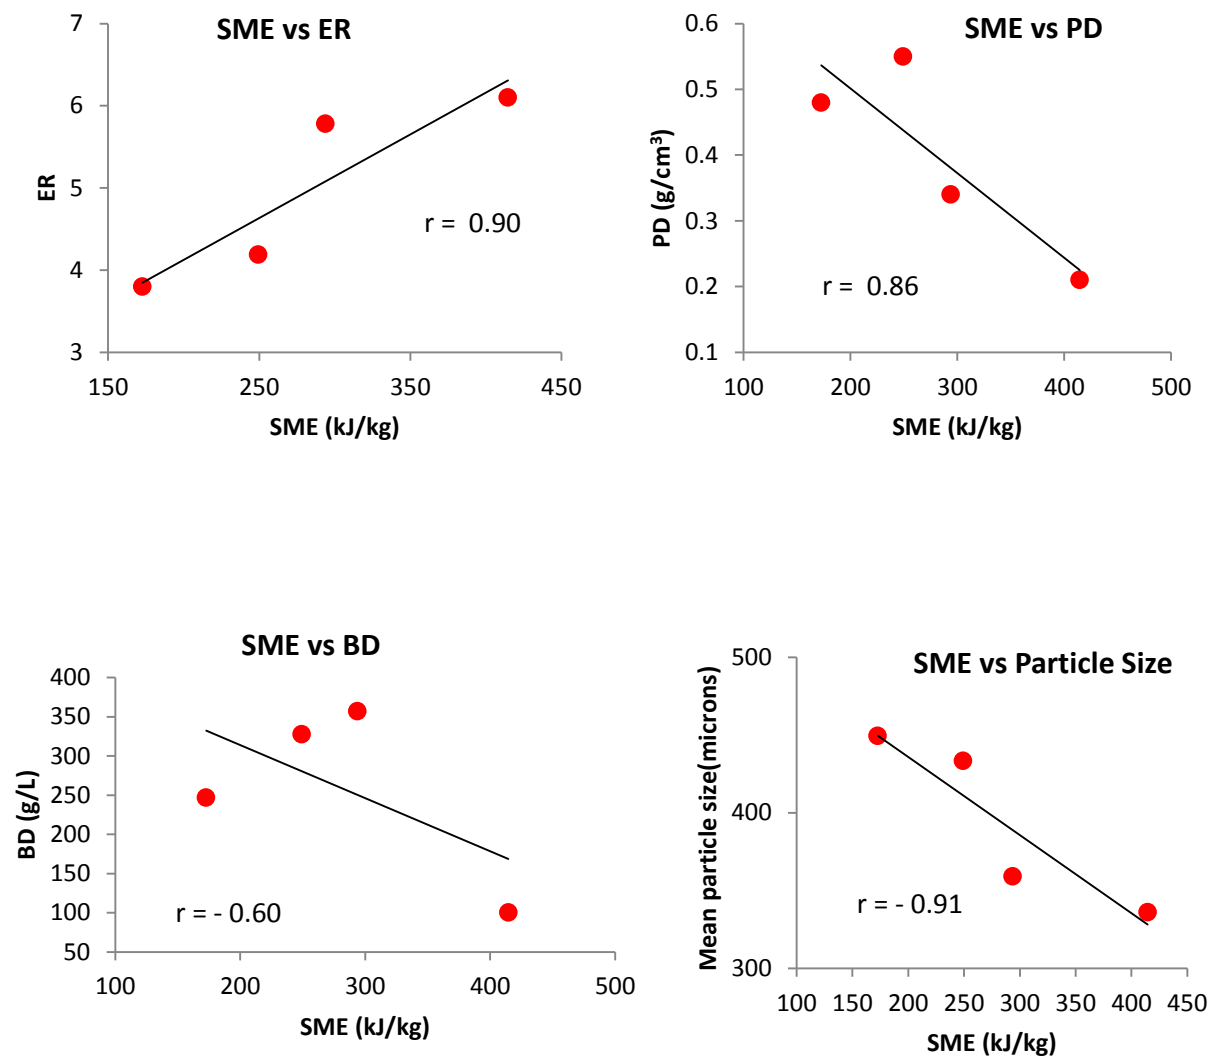 SME vs ER
7
6
5
4
3
ER
r =  0.90
150 250 350 450
SME (kJ/kg)
SME vs PD
0.6
0.5
0.4
0.3
0.2
0.1
PD (g/cm³)
r =  0.86
100 200 300 400 500
SME (kJ/kg)
SME vs BD
400
350
300
250
200
150
100
50
BD (g/L)
r = - 0.60
100 200 300 400 500
SME (kJ/kg)
SME vs Particle Size
500
400
300
Mean particle size(microns)
r = - 0.91
100 150 200 250 300 350 400 450
SME (kJ/kg)